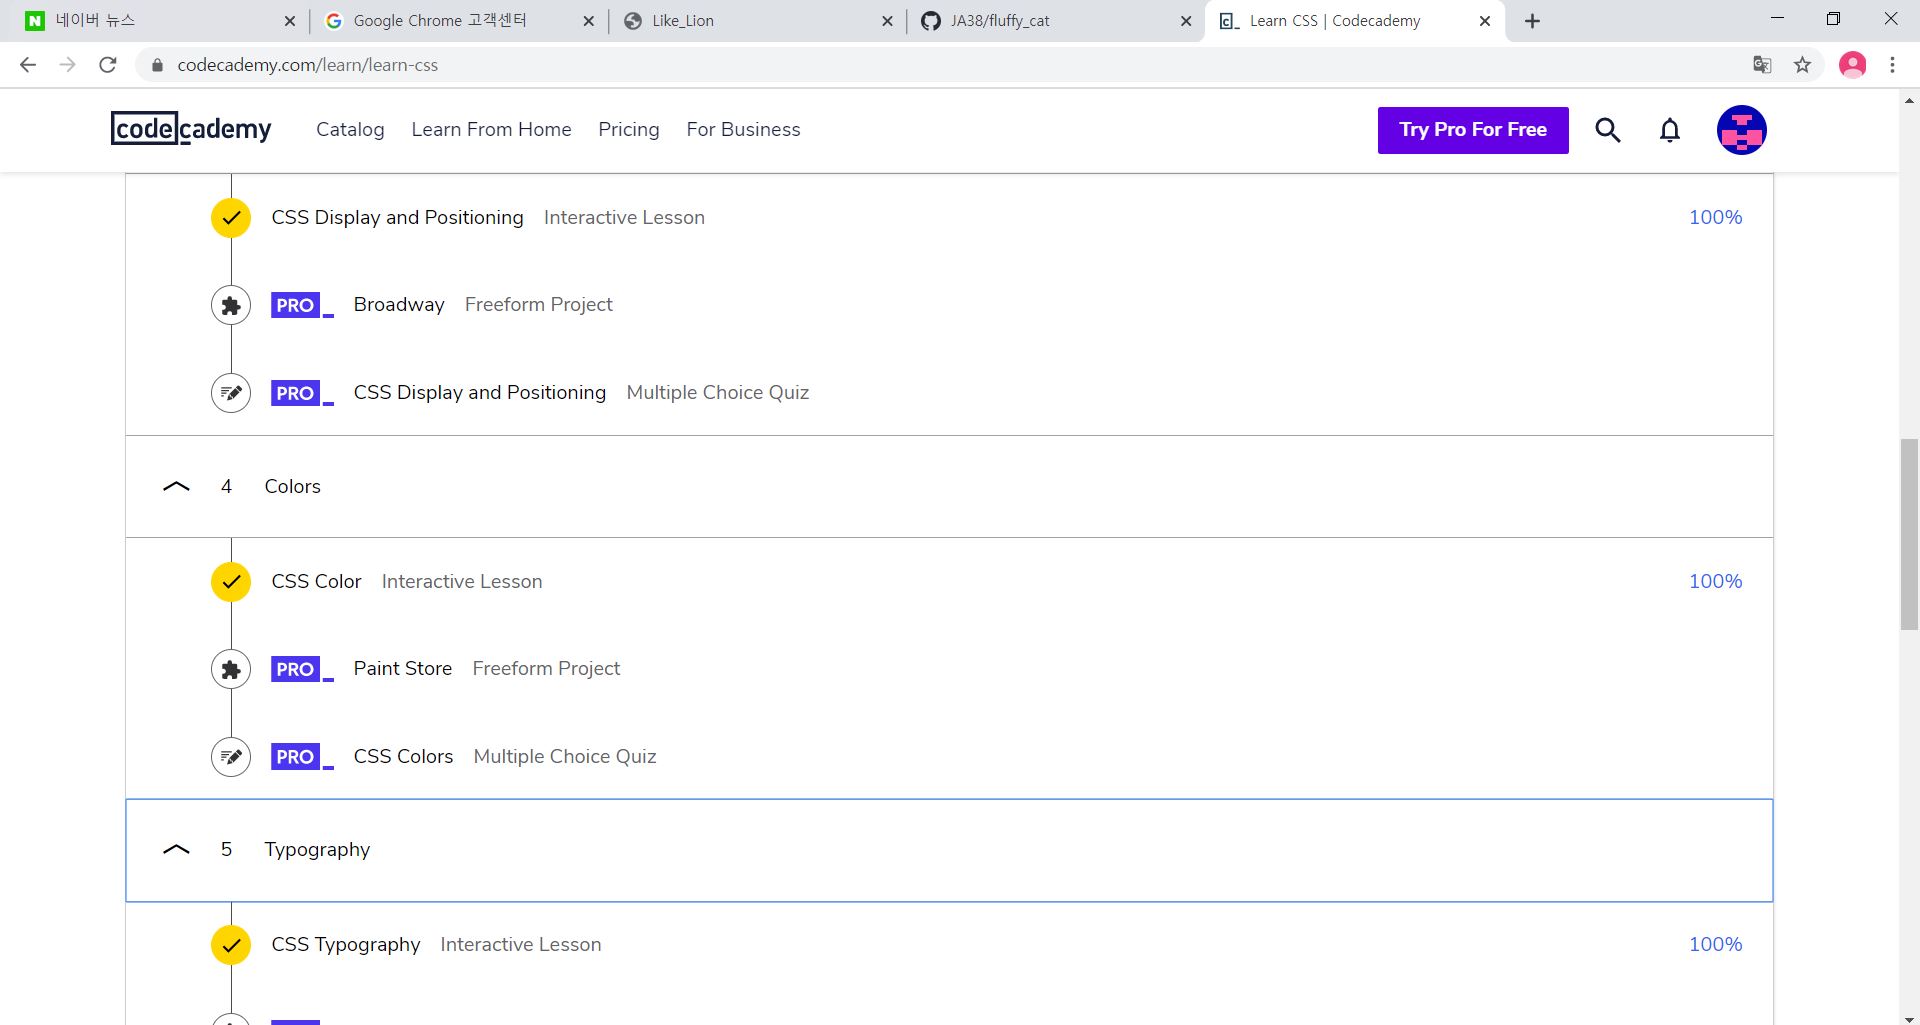 네이버 뉴스
Google Chrome 고객센터
Like_Lion
JA38/fluffy_cat
Learn CSS | Codecademy
codecademy.com/learn/learn-css
codecademy
Catalog
Learn From Home
Pricing
For Business
Try Pro For Free
CSS Display and Positioning Interactive Lesson 100%
PRO Broadway Freeform Project
PRO CSS Display and Positioning Multiple Choice Quiz
4 Colors
CSS Color Interactive Lesson 100%
PRO Paint Store Freeform Project
PRO CSS Colors Multiple Choice Quiz
5 Typography
CSS Typography Interactive Lesson 100%